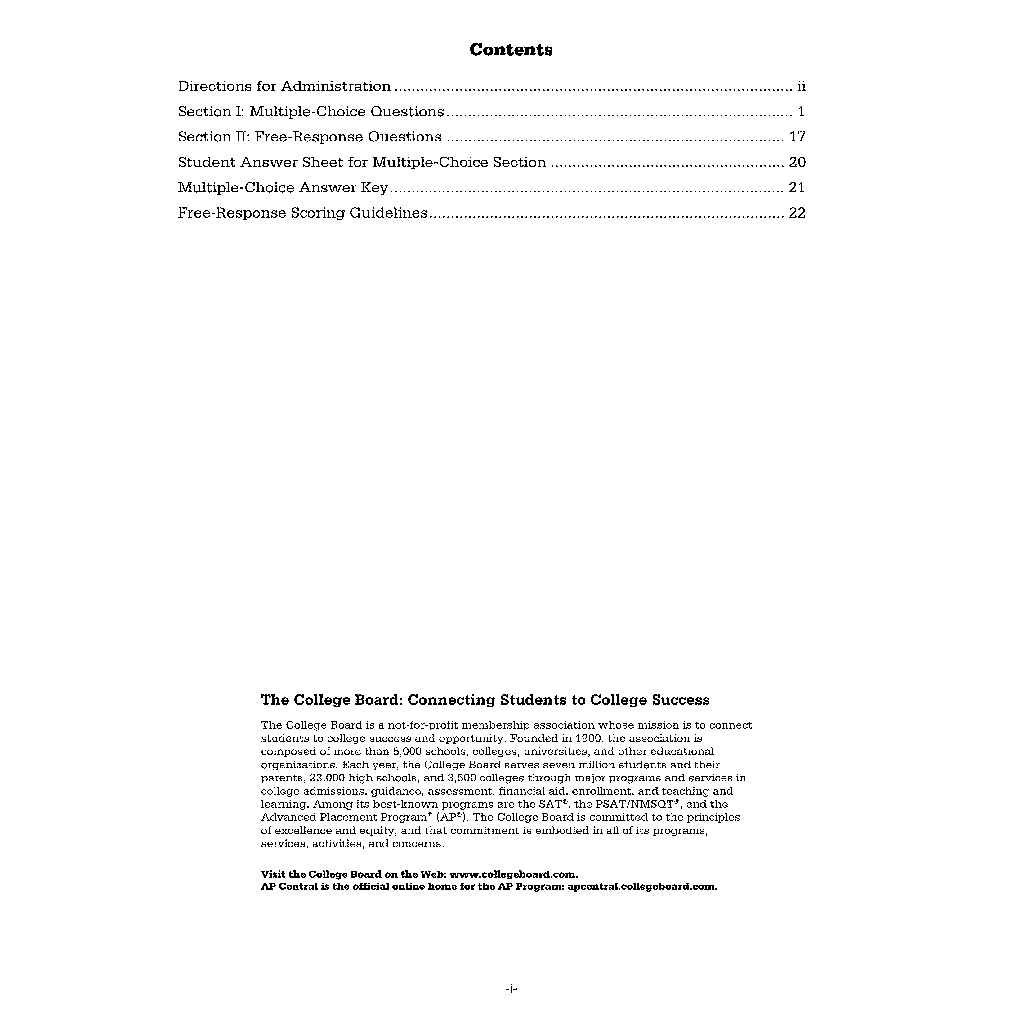 Contents
Directions for Administration ........................................................................................... ii
Section I: Multiple-Choice Questions ................................................................................ 1
Section II: Free-Response Questions .............................................................................. 17
Student Answer Sheet for Multiple-Choice Section ...................................................... 20
Multiple-Choice Answer Key ........................................................................................... 21
Free-Response Scoring Guidelines .................................................................................. 22
The College Board: Connecting Students to College Success
The College Board is a not-for-profit membership association whose mission is to connect
students to college success and opportunity. Founded in 1900, the association is
composed of more than 5,000 schools, colleges, universities, and other educational
organizations. Each year, the College Board serves seven million students and their
parents, 23,000 high schools, and 3,500 colleges through major programs and services in
college admissions, guidance, assessment, financial aid, enrollment, and teaching and
learning. Among its best-known programs are the SAT®, the PSAT/NMSQT®, and the
Advanced Placement Program® (AP®). The College Board is committed to the principles
of excellence and equity, and that commitment is embodied in all of its programs,
services, activities, and concerns.
Visit the College Board on the Web: www.collegeboard.com.
AP Central is the official online home for the AP Program: apcentral.collegeboard.com.
-i-